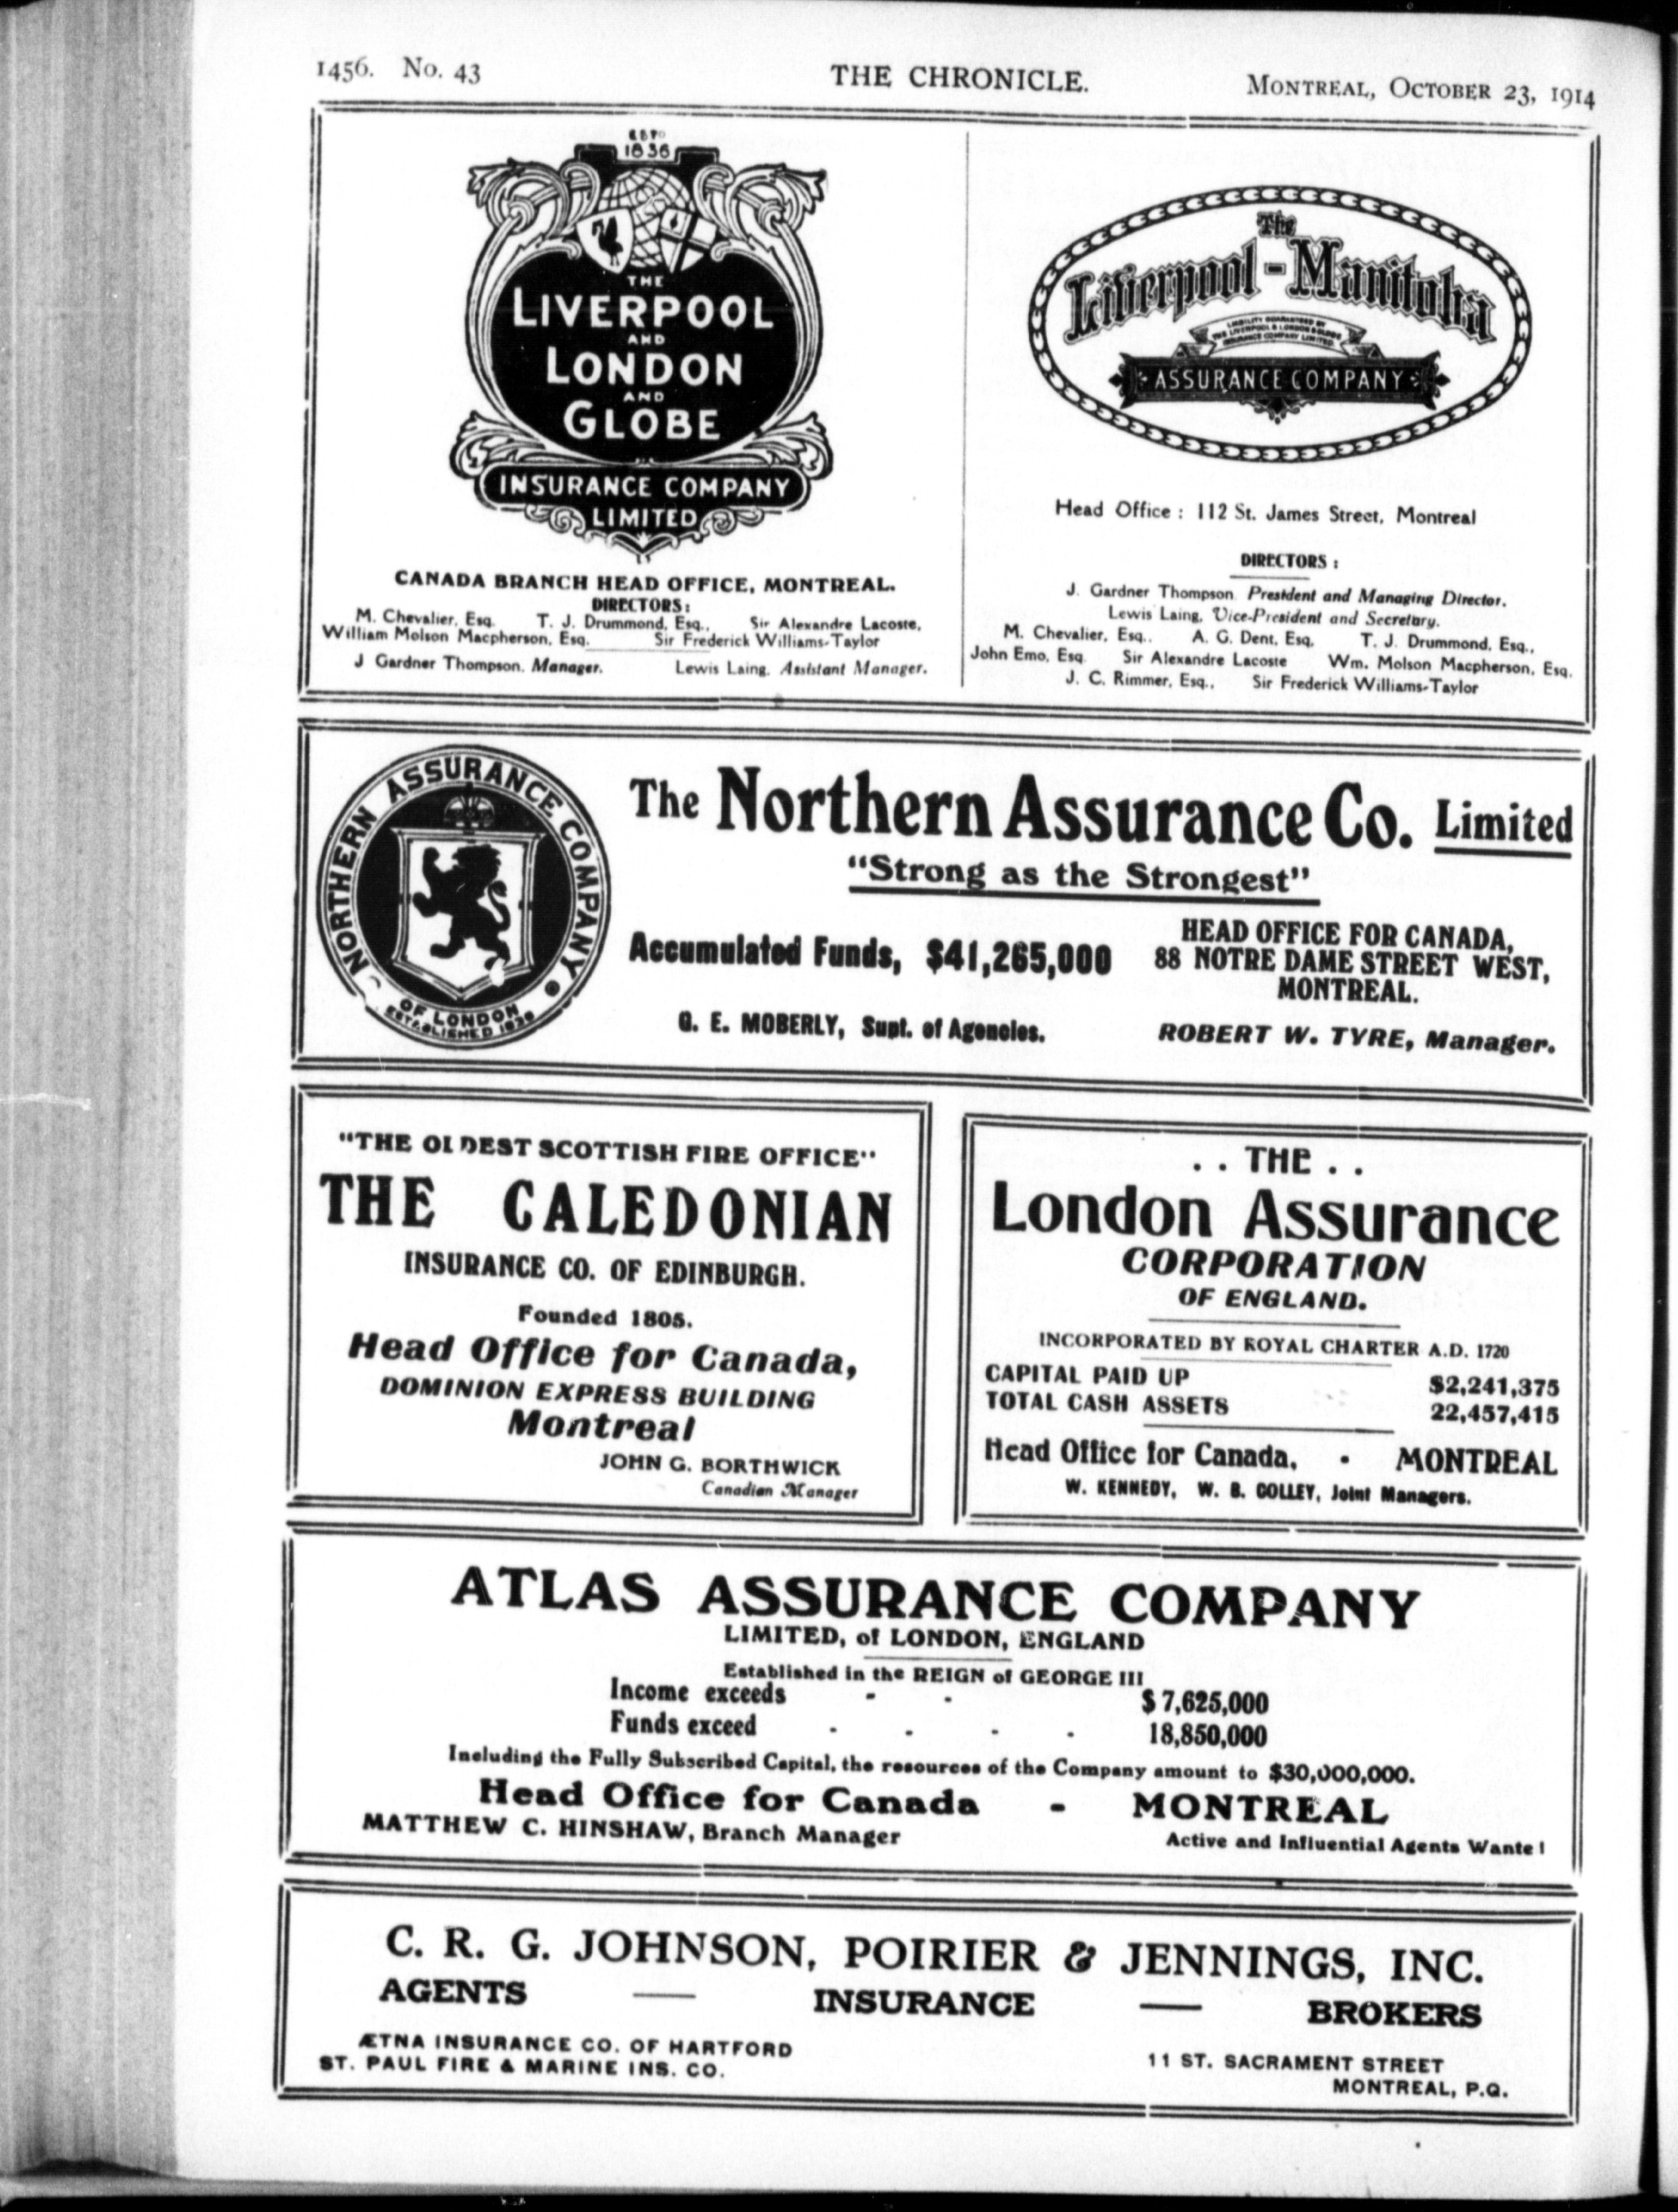 1456. No. 43
THE CHRONICLE.
MONTREAL, OCTOBER 23, 1914
ESTD
1836
THE
LIVERPOOL
AND
LONDON
AND
GLOBE
INSURANCE COMPANY
LIMITED
CANADA BRANCH HEAD OFFICE, MONTREAL.
DIRECTORS:
M. Chevalier, Esq. T. J. Drummond, Esq., Sir Alexandre Lacoste,
William Molson Macpherson, Esq. Sir Frederick Williams-Taylor
J Gardner Thompson. Manager. Lewis Laing, Assistant Manager.
The
Liverpool-Manitoba
LIABILITY GUARANTEED BY
THE LIVERPOOL & LONDON & GLOBE
INSURANCE COMPANY LIMITED
ASSURANCE COMPANY
Head Office : 112 St. James Street, Montreal
DIRECTORS :
J. Gardner Thompson President and Managing Director.
Lewis Laing, Vice-President and Secretary.
M. Chevalier, Esq.. A. G. Dent, Esq. T. J. Drummond, Esq.,
John Emo, Esq. Sir Alexandre Lacoste Wm. Molson Macpherson, Esq.
J. C. Rimmer, Esq., Sir Frederick Williams-Taylor
NORTHERN ASSURANCE COMPANY
OF LONDON
ESTABLISHED 1836
The Northern Assurance Co. Limited
"Strong as the Strongest"
Accumulated Funds, $41,265,000
G. E. MOBERLY, Supt. of Agencies.
HEAD OFFICE FOR CANADA,
88 NOTRE DAME STREET WEST,
MONTREAL.
ROBERT W. TYRE, Manager.
"THE OLDEST SCOTTISH FIRE OFFICE"
THE CALEDONIAN
INSURANCE CO. OF EDINBURGH.
Founded 1805.
Head Office for Canada,
DOMINION EXPRESS BUILDING
Montreal
JOHN G. BORTHWICK
Canadian Manager
. . THE . .
London Assurance
CORPORATION
OF ENGLAND.
INCORPORATED BY ROYAL CHARTER A.D. 1720
CAPITAL PAID UP $2,241,375
TOTAL CASH ASSETS 22,457,415
Head Office for Canada, - MONTREAL
W. KENNEDY, W. B. COLLEY, Joint Managers.
ATLAS ASSURANCE COMPANY
LIMITED, of LONDON, ENGLAND
Established in the REIGN of GEORGE III
Income exceeds - - $ 7,625,000
Funds exceed - - - - 18,850,000
Including the Fully Subscribed Capital, the resources of the Company amount to $30,000,000.
Head Office for Canada - MONTREAL
MATTHEW C. HINSHAW, Branch Manager
Active and Influential Agents Wanted
C. R. G. JOHNSON, POIRIER & JENNINGS, INC.
AGENTS — INSURANCE — BROKERS
ÆTNA INSURANCE CO. OF HARTFORD
ST. PAUL FIRE & MARINE INS. CO.
11 ST. SACRAMENT STREET
MONTREAL, P.Q.